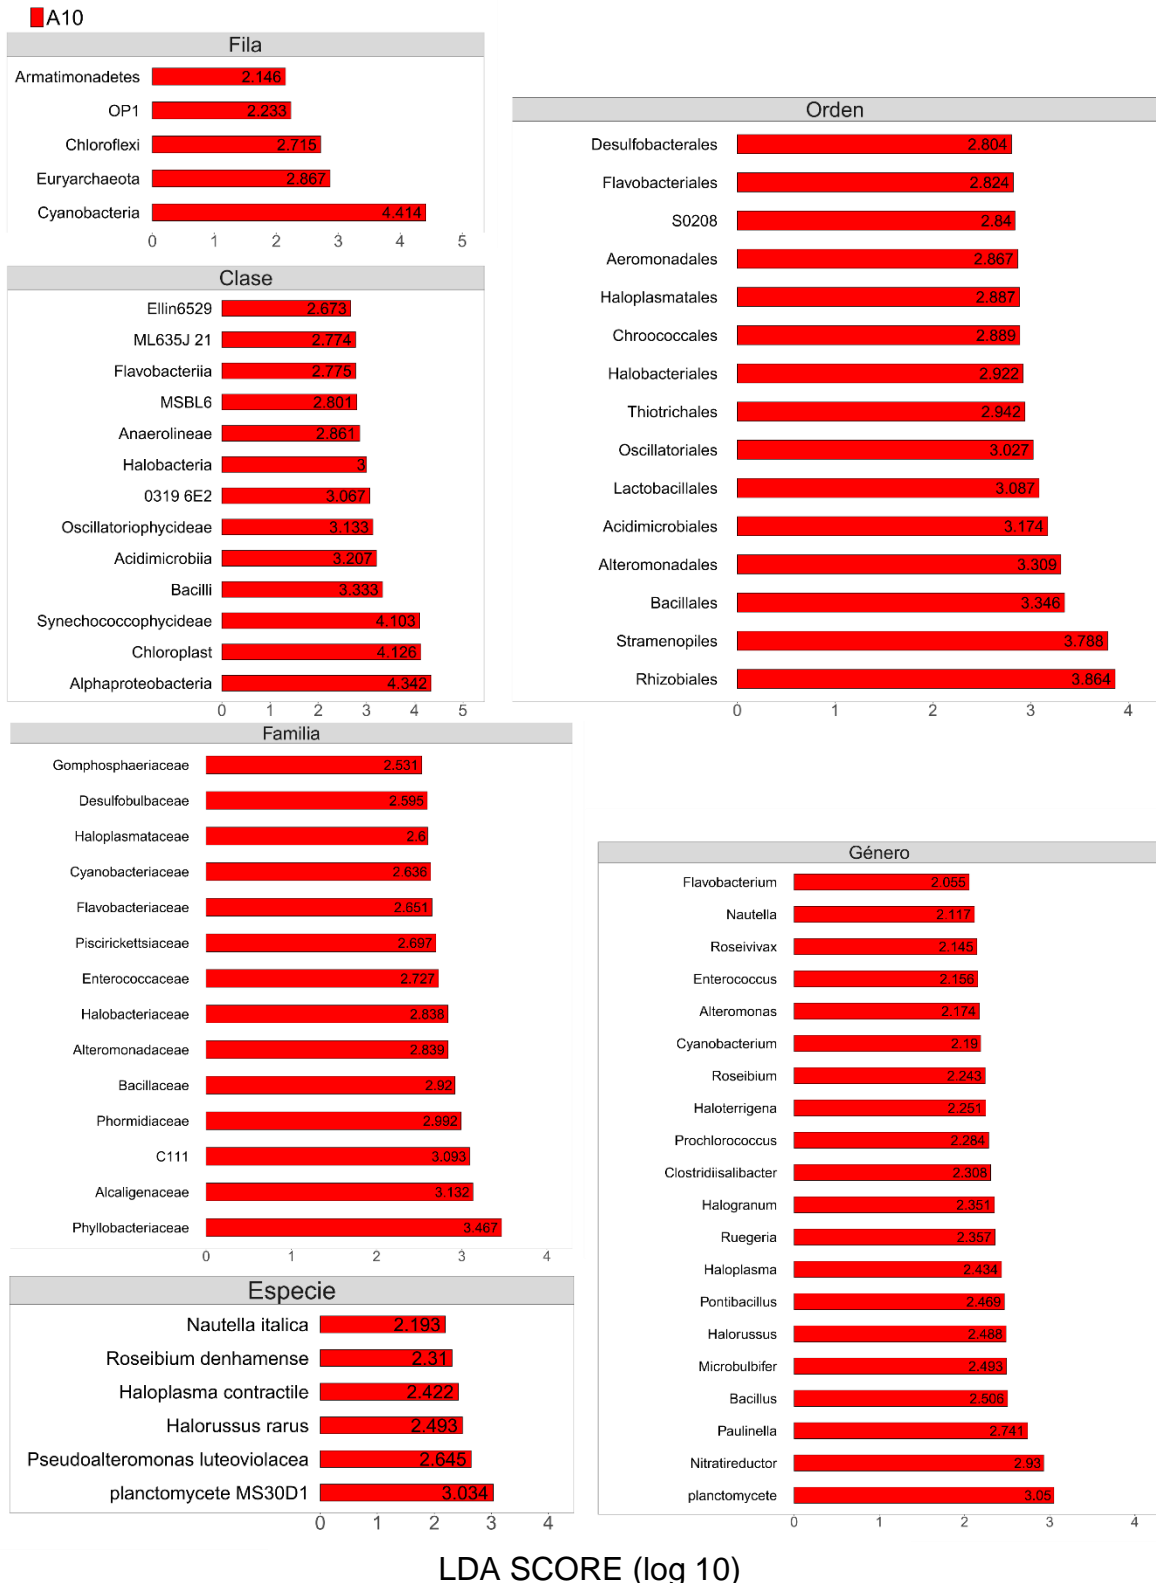 A10
Fila
Armatimonadetes 2.146
OP1 2.233
Chloroflexi 2.715
Euryarchaeota 2.867
Cyanobacteria 4.414
0 1 2 3 4 5
Clase
Ellin6529 2.673
ML635J 21 2.774
Flavobacteriia 2.775
MSBL6 2.801
Anaerolineae 2.861
Halobacteria 3
0319 6E2 3.067
Oscillatoriophycideae 3.133
Acidimicrobiia 3.207
Bacilli 3.333
Synechococcophycideae 4.103
Chloroplast 4.126
Alphaproteobacteria 4.342
0 1 2 3 4 5
Orden
Desulfobacterales 2.804
Flavobacteriales 2.824
S0208 2.84
Aeromonadales 2.867
Haloplasmatales 2.887
Chroococcales 2.889
Halobacteriales 2.922
Thiotrichales 2.942
Oscillatoriales 3.027
Lactobacillales 3.087
Acidimicrobiales 3.174
Alteromonadales 3.309
Bacillales 3.346
Stramenopiles 3.788
Rhizobiales 3.864
0 1 2 3 4
Familia
Gomphosphaeriaceae 2.531
Desulfobulbaceae 2.595
Haloplasmataceae 2.6
Cyanobacteriaceae 2.636
Flavobacteriaceae 2.651
Piscirickettsiaceae 2.697
Enterococcaceae 2.727
Halobacteriaceae 2.838
Alteromonadaceae 2.839
Bacillaceae 2.92
Phormidiaceae 2.992
C111 3.093
Alcaligenaceae 3.132
Phyllobacteriaceae 3.467
0 1 2 3 4
Género
Flavobacterium 2.055
Nautella 2.117
Roseivivax 2.145
Enterococcus 2.156
Alteromonas 2.174
Cyanobacterium 2.19
Roseibium 2.243
Haloterrigena 2.251
Prochlorococcus 2.284
Clostridiisalibacter 2.308
Halogranum 2.351
Ruegeria 2.357
Haloplasma 2.434
Pontibacillus 2.469
Halorussus 2.488
Microbulbifer 2.493
Bacillus 2.506
Paulinella 2.741
Nitratireductor 2.93
planctomycete 3.05
0 1 2 3 4
Especie
Nautella italica 2.193
Roseibium denhamense 2.31
Haloplasma contractile 2.422
Halorussus rarus 2.493
Pseudoalteromonas luteoviolacea 2.645
planctomycete MS30D1 3.034
0 1 2 3 4
LDA SCORE (log 10)